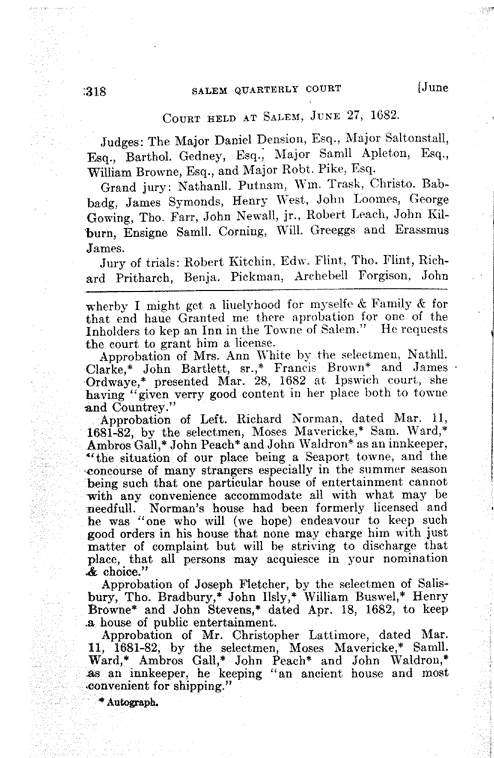 318 SALEM QUARTERLY COURT [June
COURT HELD AT SALEM, JUNE 27, 1682.
Judges: The Major Daniel Dension, Esq., Major Saltonstall,
Esq., Barthol. Gedney, Esq., Major Samll Apleton, Esq.,
William Browne, Esq., and Major Robt. Pike, Esq.
Grand jury: Nathanll. Putnam, Wm. Trask, Christo. Bab-
badg, James Symonds, Henry West, John Loomes, George
Gowing, Tho. Farr, John Newall, jr., Robert Leach, John Kil-
burn, Ensigne Samll. Corning, Will. Greeggs and Erassmus
James.
Jury of trials: Robert Kitchin, Edw. Flint, Tho. Flint, Rich-
ard Pritharch, Benja. Pickman, Archebell Forgison, John
wherby I might get a liuelyhood for myselfe & Family & for
that end haue Granted me there aprobation for one of the
Inholders to kep an Inn in the Towne of Salem." He requests
the court to grant him a license.
Approbation of Mrs. Ann White by the selectmen, Nathll.
Clarke,* John Bartlett, sr.,* Francis Brown* and James
Ordwaye,* presented Mar. 28, 1682 at Ipswich court, she
having "given verry good content in her place both to towne
and Countrey."
Approbation of Left. Richard Norman, dated Mar. 11,
1681-82, by the selectmen, Moses Mavericke,* Sam. Ward,*
Ambros Gall,* John Peach* and John Waldron* as an innkeeper,
"the situation of our place being a Seaport towne, and the
concourse of many strangers especially in the summer season
being such that one particular house of entertainment cannot
with any convenience accommodate all with what may be
needfull. Norman's house had been formerly licensed and
he was "one who will (we hope) endeavour to keep such
good orders in his house that none may charge him with just
matter of complaint but will be striving to discharge that
place, that all persons may acquiesce in your nomination
& choice."
Approbation of Joseph Fletcher, by the selectmen of Salis-
bury, Tho. Bradbury,* John Ilsly,* William Buswel,* Henry
Browne* and John Stevens,* dated Apr. 18, 1682, to keep
a house of public entertainment.
Approbation of Mr. Christopher Lattimore, dated Mar.
11, 1681-82, by the selectmen, Moses Mavericke,* Samll.
Ward,* Ambros Gall,* John Peach* and John Waldron,*
as an innkeeper, he keeping "an ancient house and most
convenient for shipping."
* Autograph.